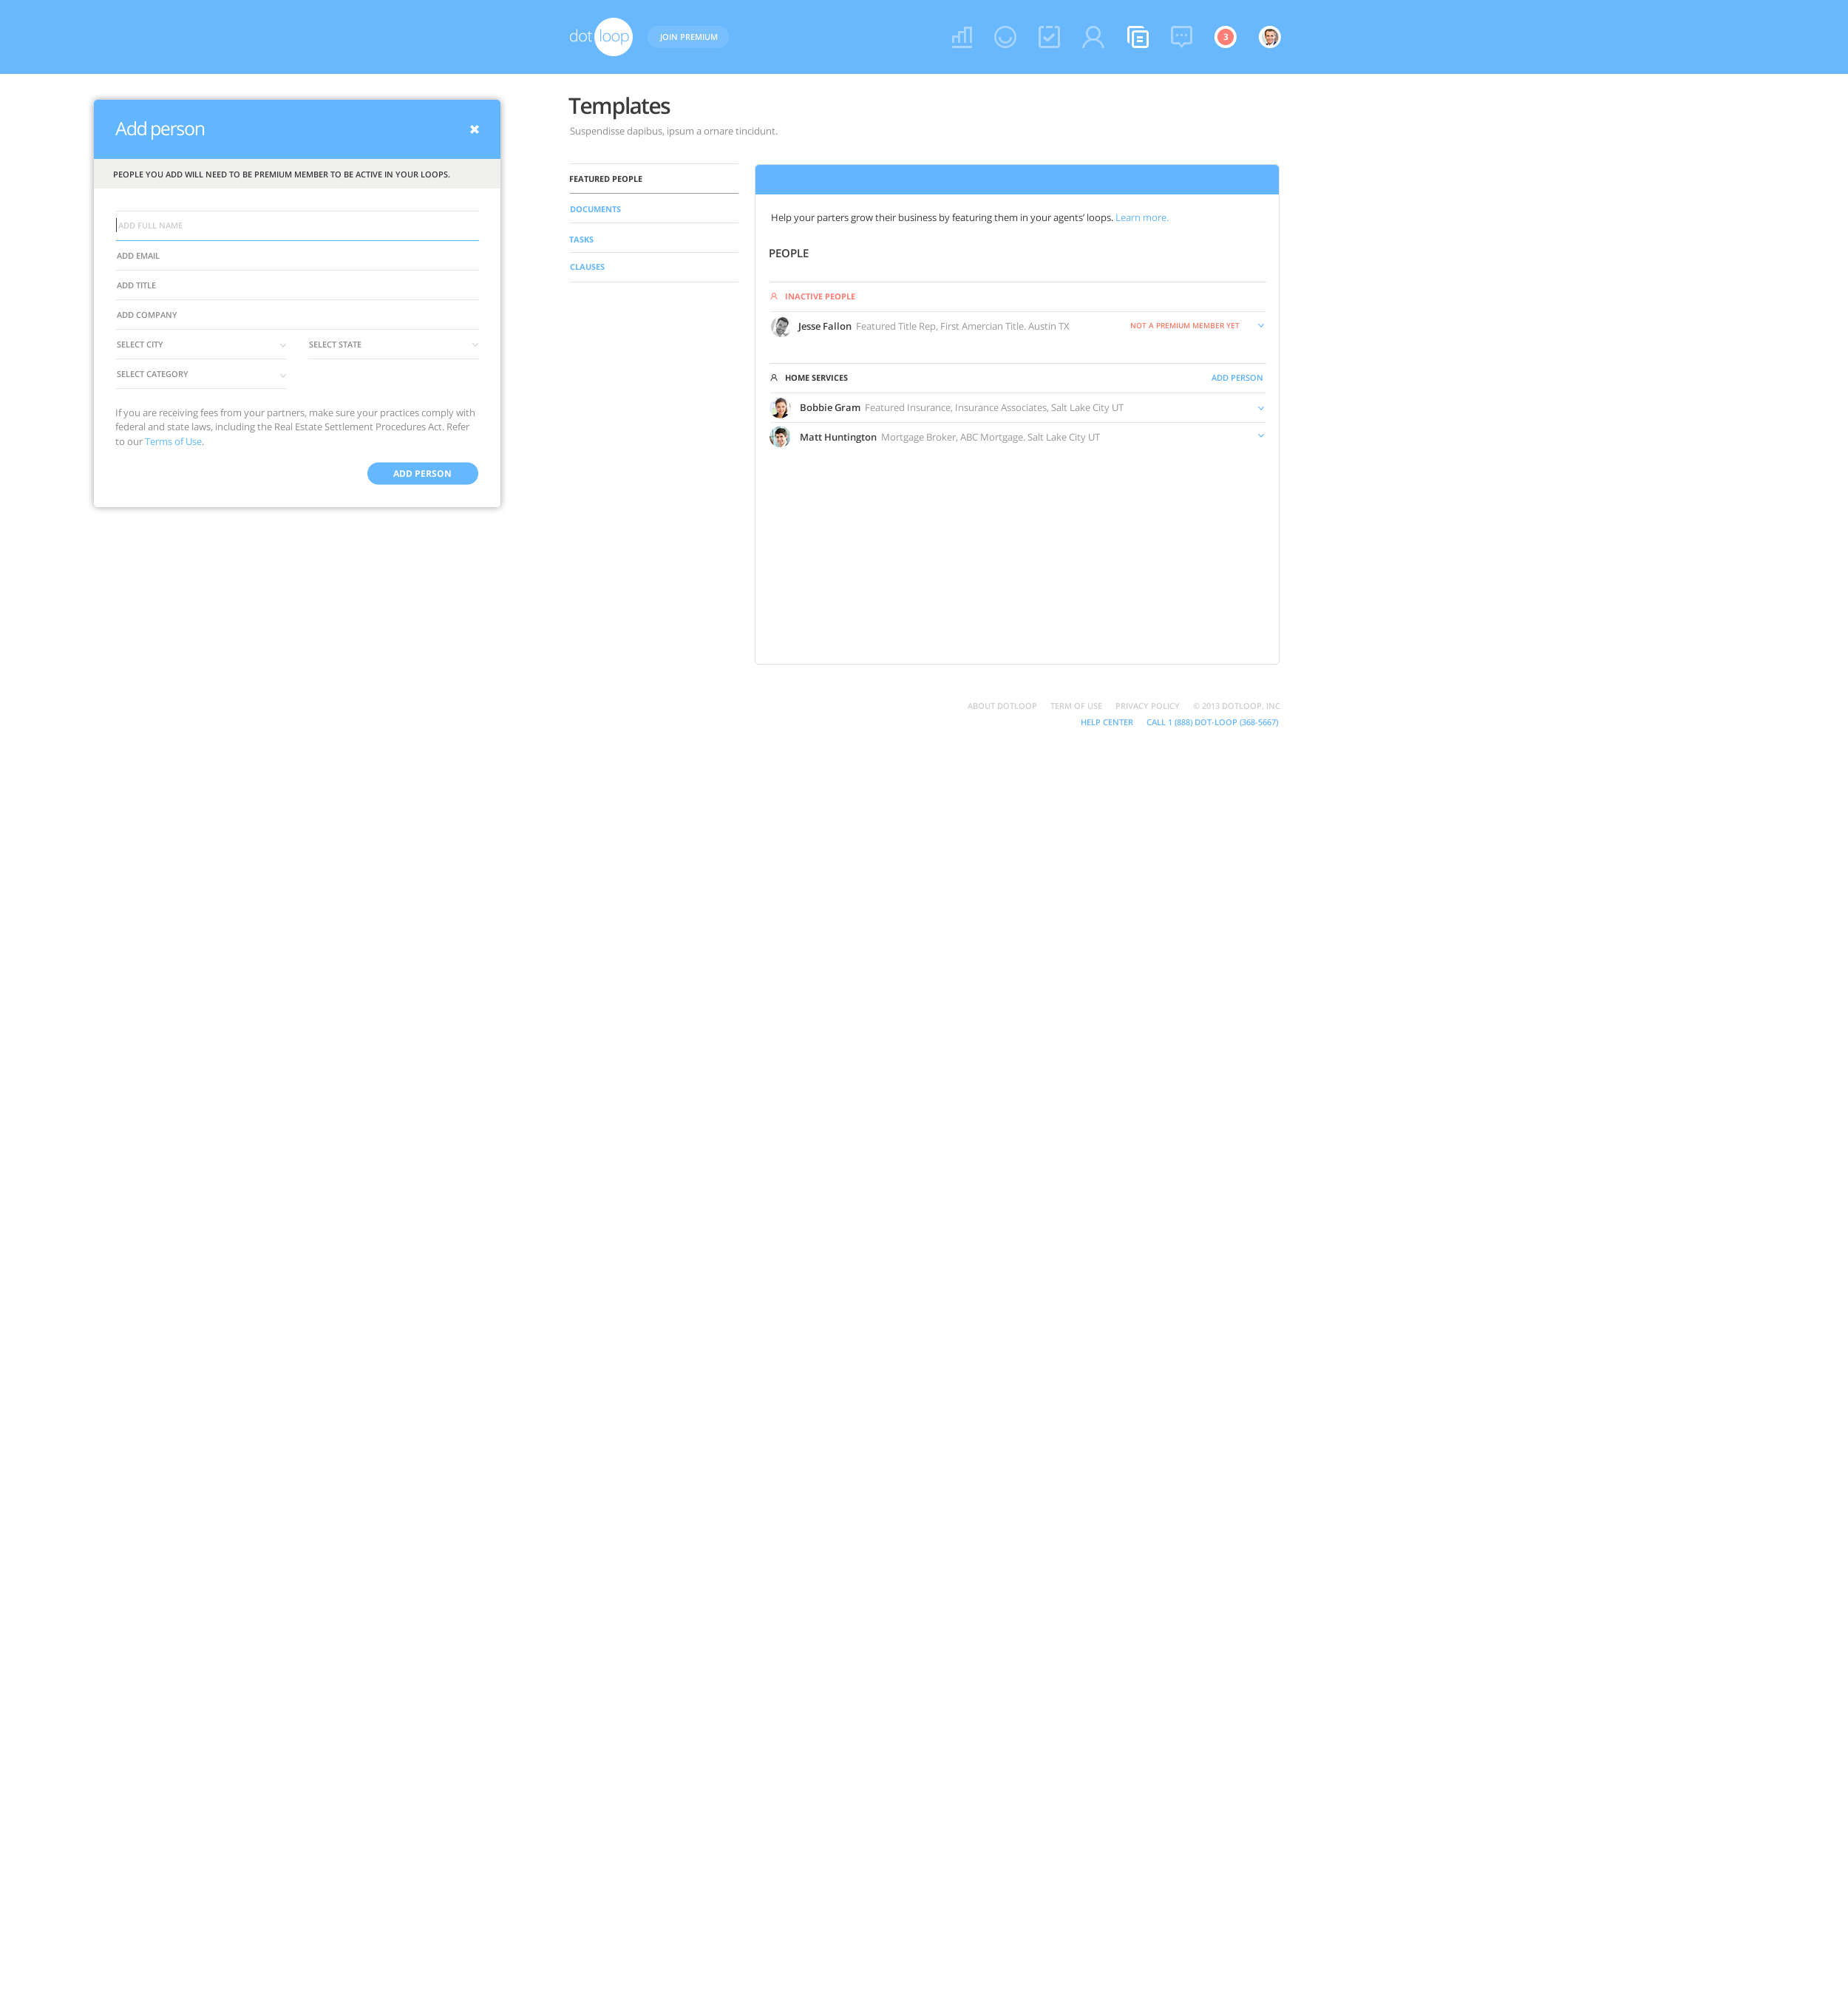 dot loop
JOIN PREMIUM
3
Add person
PEOPLE YOU ADD WILL NEED TO BE PREMIUM MEMBER TO BE ACTIVE IN YOUR LOOPS.
ADD FULL NAME
ADD EMAIL
ADD TITLE
ADD COMPANY
SELECT CITY
SELECT STATE
SELECT CATEGORY
If you are receiving fees from your partners, make sure your practices comply with
federal and state laws, including the Real Estate Settlement Procedures Act. Refer
to our Terms of Use.
ADD PERSON
Templates
Suspendisse dapibus, ipsum a ornare tincidunt.
FEATURED PEOPLE
DOCUMENTS
TASKS
CLAUSES
Help your parters grow their business by featuring them in your agents’ loops. Learn more.
PEOPLE
INACTIVE PEOPLE
Jesse Fallon Featured Title Rep, First Amercian Title. Austin TX
NOT A PREMIUM MEMBER YET
HOME SERVICES
ADD PERSON
Bobbie Gram Featured Insurance, Insurance Associates, Salt Lake City UT
Matt Huntington Mortgage Broker, ABC Mortgage. Salt Lake City UT
ABOUT DOTLOOP TERM OF USE PRIVACY POLICY © 2013 DOTLOOP, INC
HELP CENTER CALL 1 (888) DOT-LOOP (368-5667)